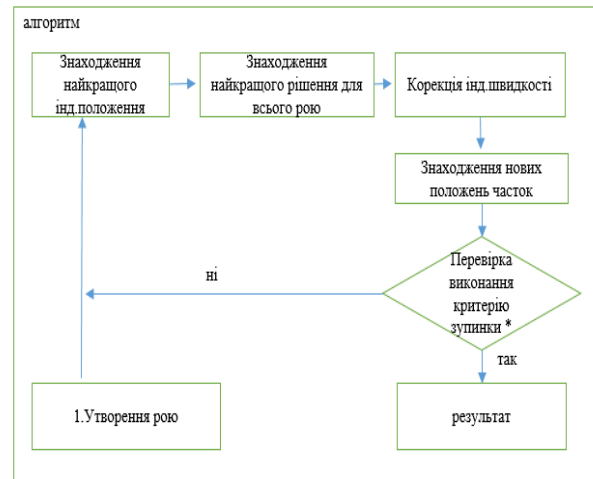 алгоритм
Знаходження
найкращого
інд.положення
Знаходження
найкращого рішення для
всього рою
Корекція інд.швидкості
Знаходження нових
положень часток
Перевірка
виконання
критерію
зупинки *
ні
так
1.Утворення рою
результат